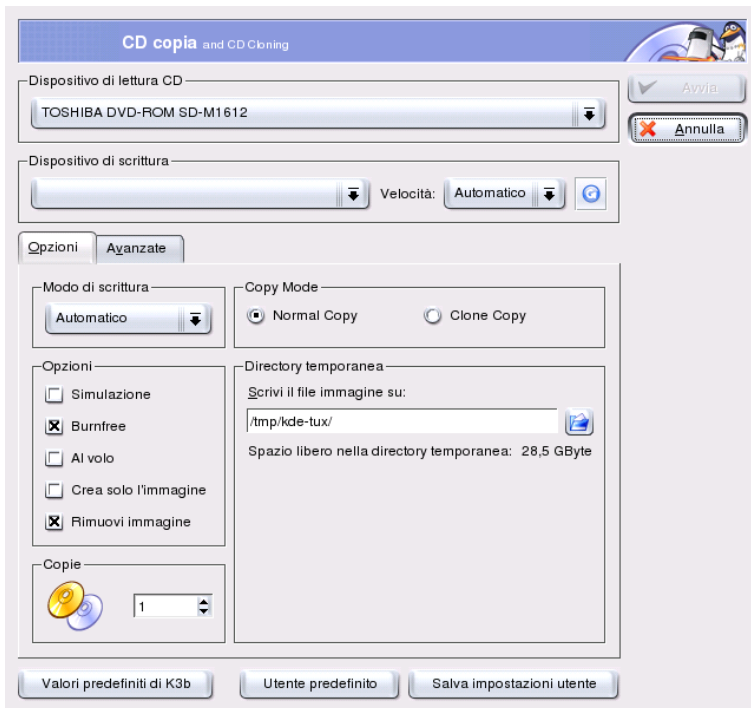 CD copia and CD Cloning
Dispositivo di lettura CD
TOSHIBA DVD-ROM SD-M1612
Avvia
Annulla
Dispositivo di scrittura
Velocità: Automatico
Opzioni Avanzate
Modo di scrittura
Automatico
Copy Mode
Normal Copy Clone Copy
Opzioni
Simulazione
Burnfree
Al volo
Crea solo l'immagine
Rimuovi immagine
Directory temporanea
Scrivi il file immagine su:
/tmp/kde-tux/
Spazio libero nella directory temporanea: 28,5 GByte
Copie
1
Valori predefiniti di K3b Utente predefinito Salva impostazioni utente